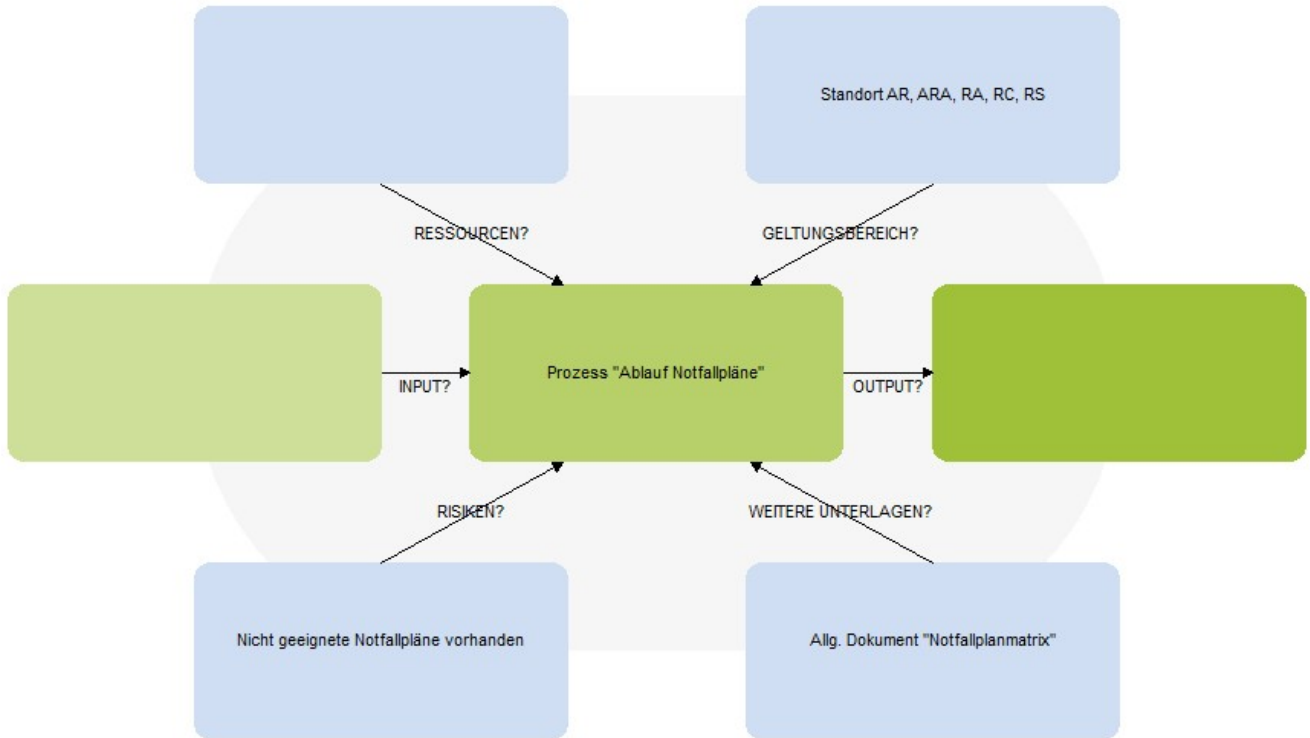 Standort AR, ARA, RA, RC, RS
RESSOURCEN?
GELTUNGSBEREICH?
Prozess "Ablauf Notfallpläne"
INPUT?
OUTPUT?
RISIKEN?
WEITERE UNTERLAGEN?
Nicht geeignete Notfallpläne vorhanden
Allg. Dokument "Notfallplanmatrix"